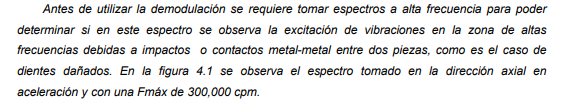 Antes de utilizar la demodulación se requiere tomar espectros a alta frecuencia para poder
determinar si en este espectro se observa la excitación de vibraciones en la zona de altas
frecuencias debidas a impactos o contactos metal-metal entre dos piezas, como es el caso de
dientes dañados. En la figura 4.1 se observa el espectro tomado en la dirección axial en
aceleración y con una Fmáx de 300,000 cpm.